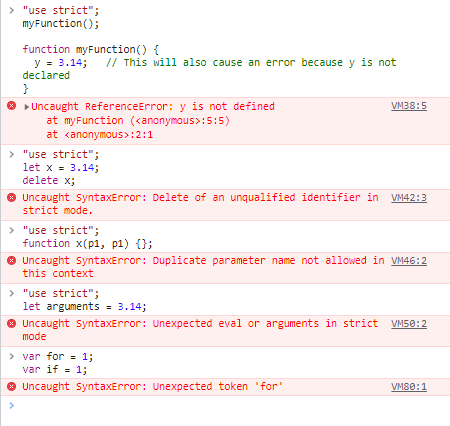 "use strict";
myFunction();
function myFunction() {
  y = 3.14;   // This will also cause an error because y is not
declared
}
Uncaught ReferenceError: y is not defined VM38:5
    at myFunction (<anonymous>:5:5)
    at <anonymous>:2:1
"use strict";
let x = 3.14;
delete x;
Uncaught SyntaxError: Delete of an unqualified identifier in VM42:3
strict mode.
"use strict";
function x(p1, p1) {};
Uncaught SyntaxError: Duplicate parameter name not allowed in VM46:2
this context
"use strict";
let arguments = 3.14;
Uncaught SyntaxError: Unexpected eval or arguments in strict VM50:2
mode
var for = 1;
var if = 1;
Uncaught SyntaxError: Unexpected token 'for' VM80:1